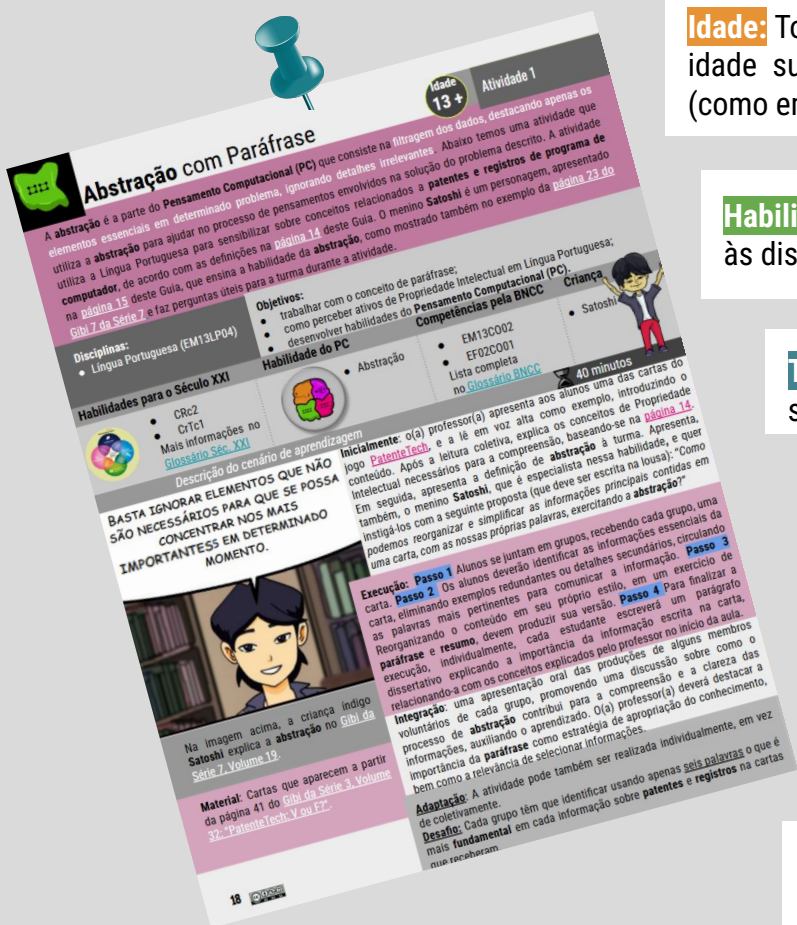 Idade:
idade
(como
Habili
às
Idade
13 +
Atividade 1
Abstração com Paráfrase
A abstração é a parte do Pensamento Computacional (PC) que consiste na filtragem dos dados, destacando apenas os
elementos essenciais em determinado problema, ignorando detalhes irrelevantes. Abaixo temos uma atividade que
utiliza a abstração para ajudar no processo de pensamentos envolvidos na solução do problema descrito. A atividade
utiliza a Língua Portuguesa para sensibilizar sobre conceitos relacionados a patentes e registros de programa de
computador, de acordo com as definições na página 14 deste Guia. O menino Satoshi é um personagem, apresentado
na página 15 deste Guia, que ensina a habilidade da abstração, como mostrado também no exemplo da página 23 do
Gibi 7 da Série 7 e faz perguntas úteis para a turma durante a atividade.
Disciplinas:
● Língua Portuguesa (EM13LP04)
Objetivos:
● trabalhar com o conceito de paráfrase;
● como perceber ativos de Propriedade Intelectual em Língua Portuguesa;
● desenvolver habilidades do Pensamento Computacional (PC).
Habilidades para o Século XXI
● CRc2
● CrTc1
Mais informações no
Glossário Séc. XXI
Habilidade do PC
● Abstração
Competências pela BNCC
● EM13CO02
● EF02CO01
Lista completa
no Glossário BNCC
Criança
● Satoshi
Descrição do cenário de aprendizagem
40 minutos
BASTA IGNORAR ELEMENTOS QUE NÃO
SÃO NECESSÁRIOS PARA QUE SE POSSA
CONCENTRAR NOS MAIS
IMPORTANTESS EM DETERMINADO
MOMENTO.
Na imagem acima, a criança índigo
Satoshi explica a abstração no Gibi da
Série 7, Volume 19.
Material: Cartas que aparecem a partir
da página 41 do Gibi da Série 3, Volume
32: "PatenteTech: V ou F?".
Inicialmente: o(a) professor(a) apresenta aos alunos uma das cartas do
jogo PatenteTech, e a lê em voz alta como exemplo, introduzindo o
conteúdo. Após a leitura coletiva, explica os conceitos de Propriedade
Intelectual necessários para a compreensão, baseando-se na página 14.
Em seguida, apresenta a definição de abstração à turma. Apresenta,
também, o menino Satoshi, que é especialista nessa habilidade, e quer
instigá-los com a seguinte proposta (que deve ser escrita na lousa): "Como
podemos reorganizar e simplificar as informações principais contidas em
uma carta, com as nossas próprias palavras, exercitando a abstração?"
Execução: Passo 1 Alunos se juntam em grupos, recebendo cada grupo, uma
carta. Passo 2 Os alunos deverão identificar as informações essenciais da
carta, eliminando exemplos redundantes ou detalhes secundários, circulando
as palavras mais pertinentes para comunicar a informação. Passo 3
Reorganizando o conteúdo em seu próprio estilo, em um exercício de
paráfrase e resumo, devem produzir sua versão. Passo 4 Para finalizar a
execução, individualmente, cada estudante escreverá um parágrafo
dissertativo explicando a importância da informação escrita na carta,
relacionando-a com os conceitos explicados pelo professor no início da aula.
Integração: uma apresentação oral das produções de alguns membros
voluntários de cada grupo, promovendo uma discussão sobre como o
processo de abstração contribui para a compreensão e a clareza das
informações, auxiliando o aprendizado. O(a) professor(a) deverá destacar a
importância da paráfrase como estratégia de apropriação do conhecimento,
bem como a relevância de selecionar informações.
Adaptação: A atividade pode também ser realizada individualmente, em vez
de coletivamente.
Desafio: Cada grupo têm que identificar usando apenas seis palavras o que é
mais fundamental em cada informação sobre patentes e registros na cartas
que receberam
18